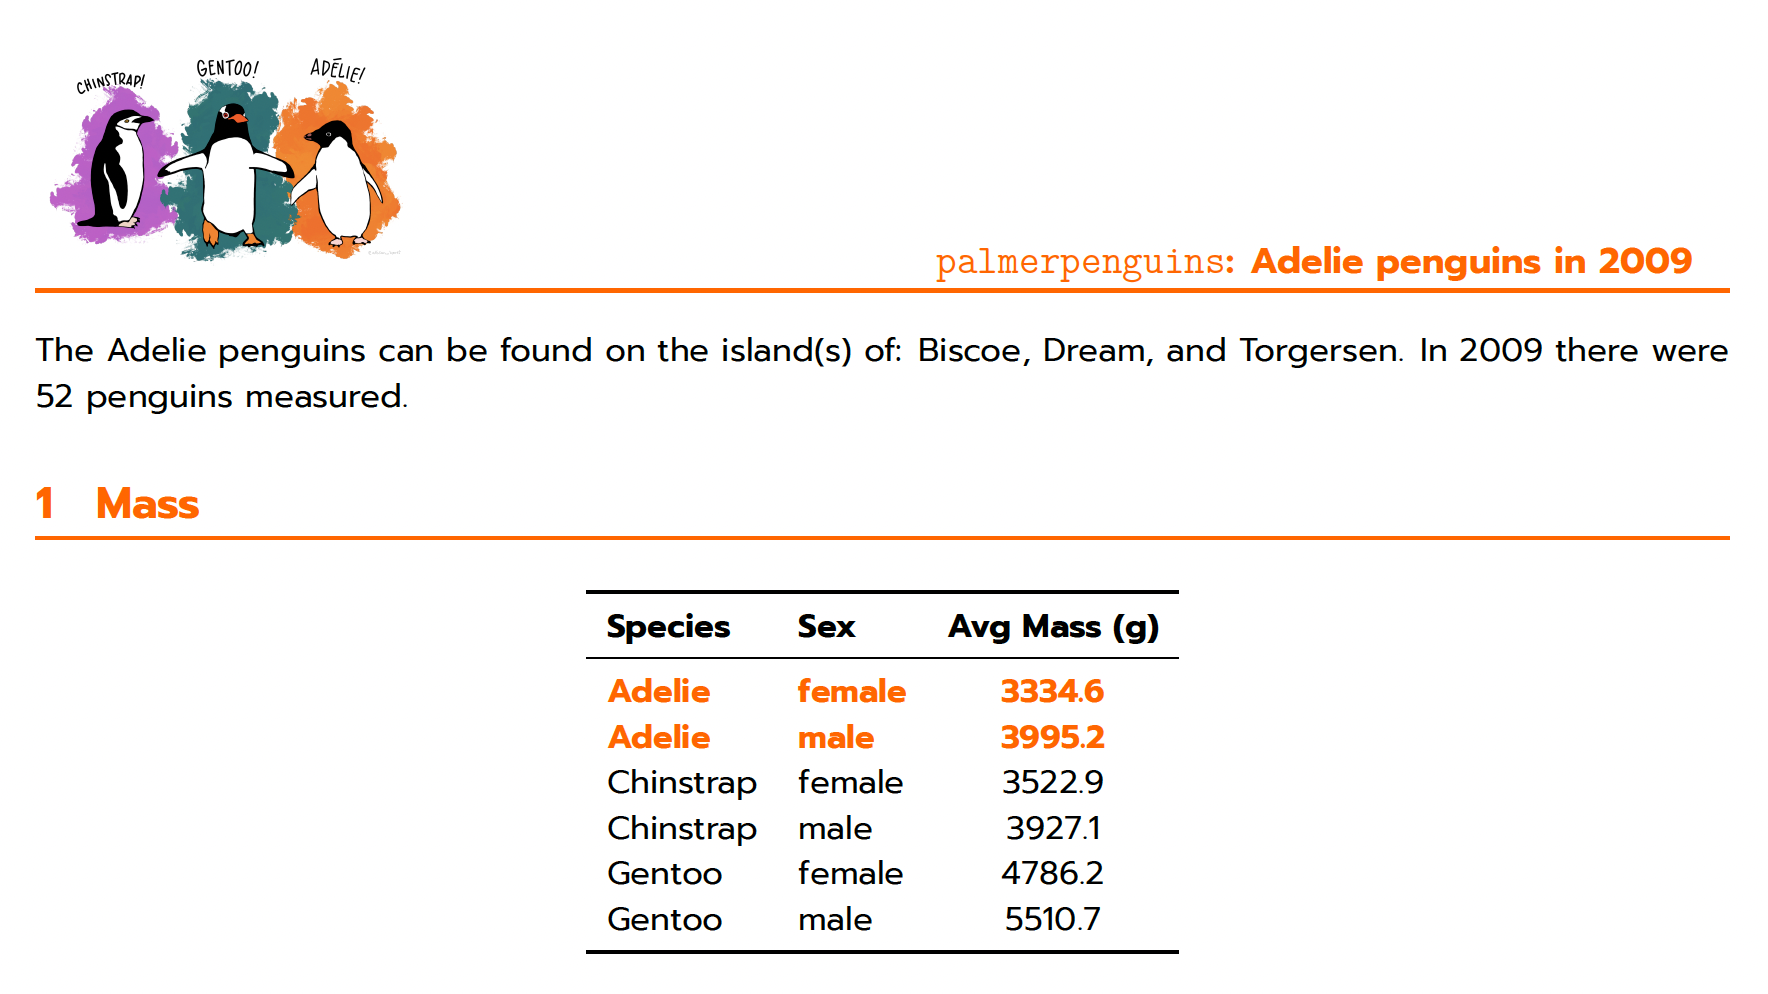 CHINSTRAP!
GENTOO!
ADÉLIE!
palmerpenguins: Adelie penguins in 2009
The Adelie penguins can be found on the island(s) of: Biscoe, Dream, and Torgersen. In 2009 there were
52 penguins measured.
1 Mass
Species Sex Avg Mass (g)
Adelie female 3334.6
Adelie male 3995.2
Chinstrap female 3522.9
Chinstrap male 3927.1
Gentoo female 4786.2
Gentoo male 5510.7